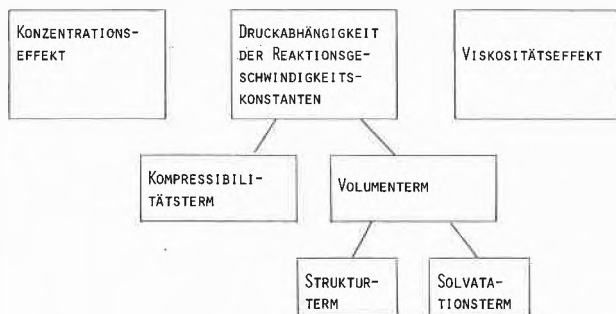 KONZENTRATIONS-
EFFEKT
DRUCKABHÄNGIGKEIT
DER REAKTIONSGE-
SCHWINDIGKEITS-
KONSTANTEN
VISKOSITÄTSEFFEKT
KOMPRESSIBILI-
TÄTSTERM
VOLUMENTERM
STRUKTUR-
TERM
SOLVATA-
TIONSTERM